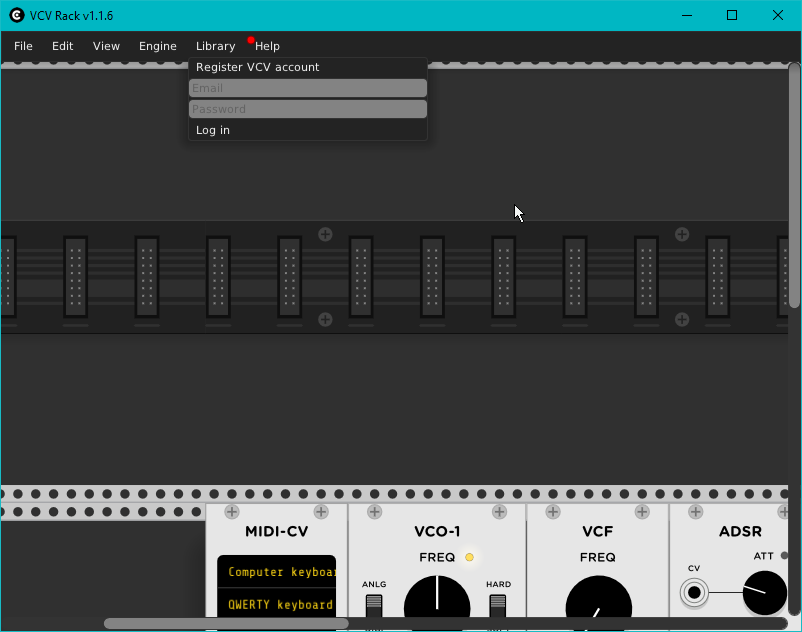 VCV Rack v1.1.6
File Edit View Engine Library Help
Register VCV account
Email
Password
Log in
MIDI-CV VCO-1 VCF ADSR
FREQ FREQ ATT
CV
Computer keyboar
ANLG HARD
QWERTY keyboard